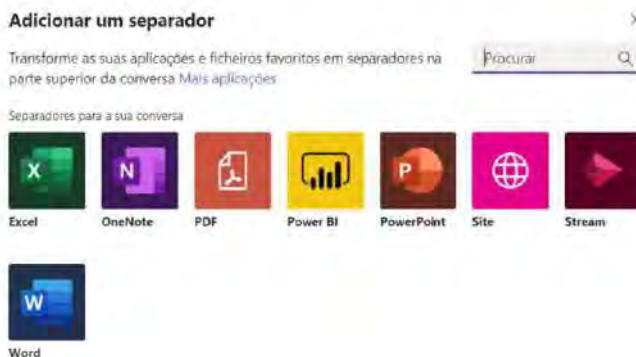 Adicionar um separador
Transforme as suas aplicações e ficheiros favoritos em separadores na
parte superior da conversa Mais aplicações
Procurar
Separadores para a sua conversa
X
N
P
Excel OneNote PDF Power BI PowerPoint Site Stream
W
Word